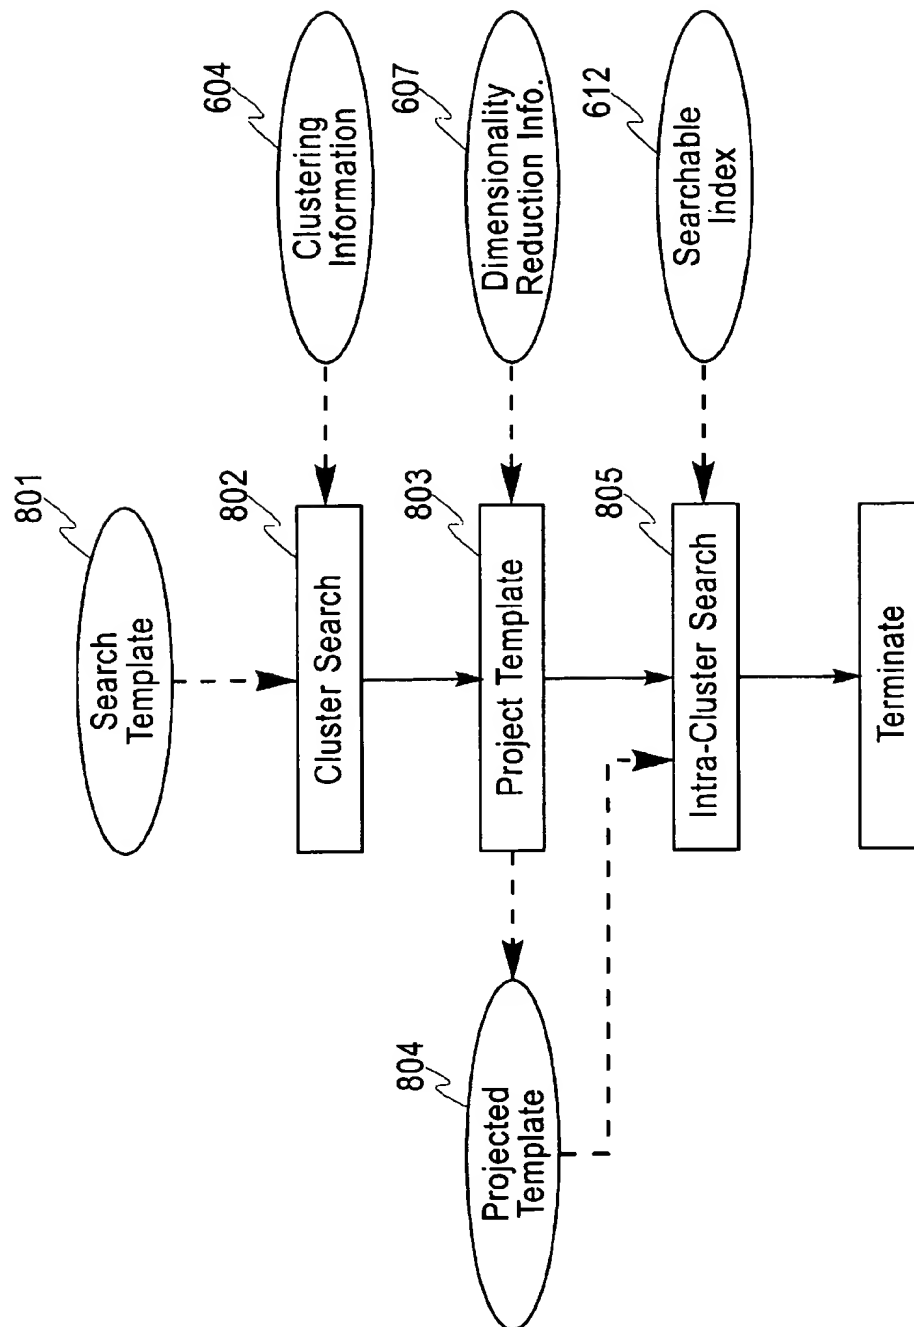 801
Search
Template
604
Clustering
Information
802
Cluster Search
607
Dimensionality
Reduction Info.
803
Project Template
804
Projected
Template
612
Searchable
Index
805
Intra-Cluster Search
Terminate